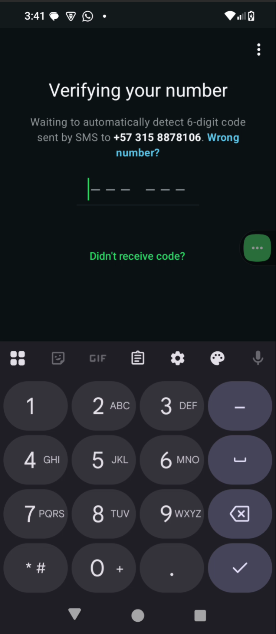 3:41
Verifying your number
Waiting to automatically detect 6-digit code
sent by SMS to +57 315 8878106. Wrong
number?
Didn't receive code?
GIF
1 2 ABC 3 DEF –
4 GHI 5 JKL 6 MNO
7 PQRS 8 TUV 9 WXYZ
* # 0 + .